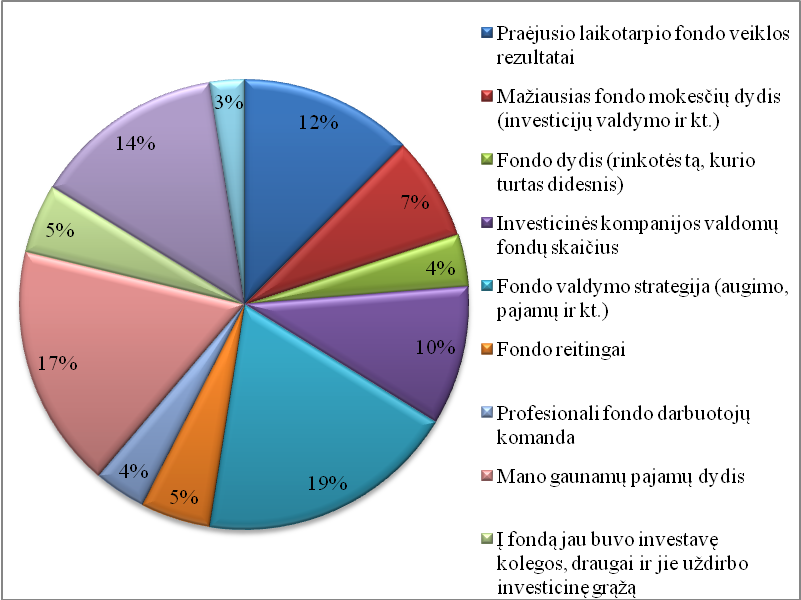 Praėjusio laikotarpio fondo veiklos
rezultatai
Mažiausias fondo mokesčių dydis
(investicijų valdymo ir kt.)
Fondo dydis (rinkotės tą, kurio
turtas didesnis)
Investicinės kompanijos valdomų
fondų skaičius
Fondo valdymo strategija (augimo,
pajamų ir kt.)
Fondo reitingai
Profesionali fondo darbuotojų
komanda
Mano gaunamų pajamų dydis
Į fondą jau buvo investavę
kolegos, draugai ir jie uždirbo
investicinę grąžą
3%
12%
14%
7%
5%
4%
10%
17%
4%
5%
19%